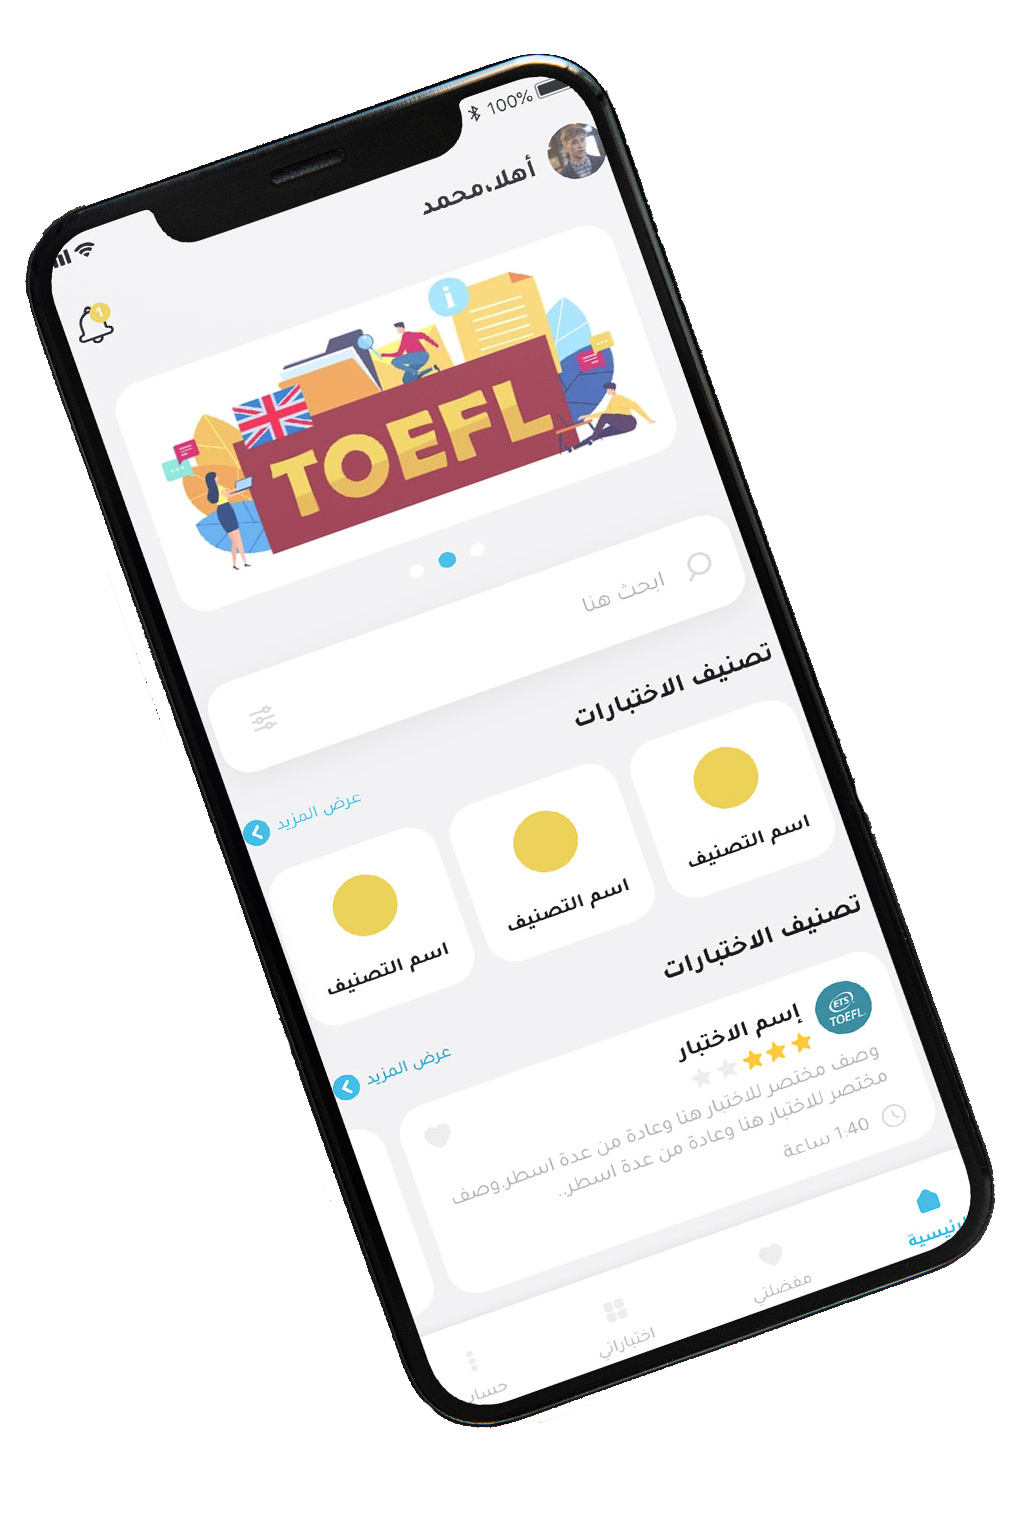 100%
أهلا،محمد
1
i
TOEFL
ابحث هنا
تصنيف الاختبارات
عرض المزيد
اسم التصنيف
اسم التصنيف
اسم التصنيف
تصنيف الاختبارات
عرض المزيد
ETS
TOEFL
إسم الاختبار
وصف مختصر للاختبار هنا وعادة من عدة اسطر.وصف
مختصر للاختبار هنا وعادة من عدة اسطر..
1:40 ساعة
الرئيسية
مفضلتي
اختباراتي